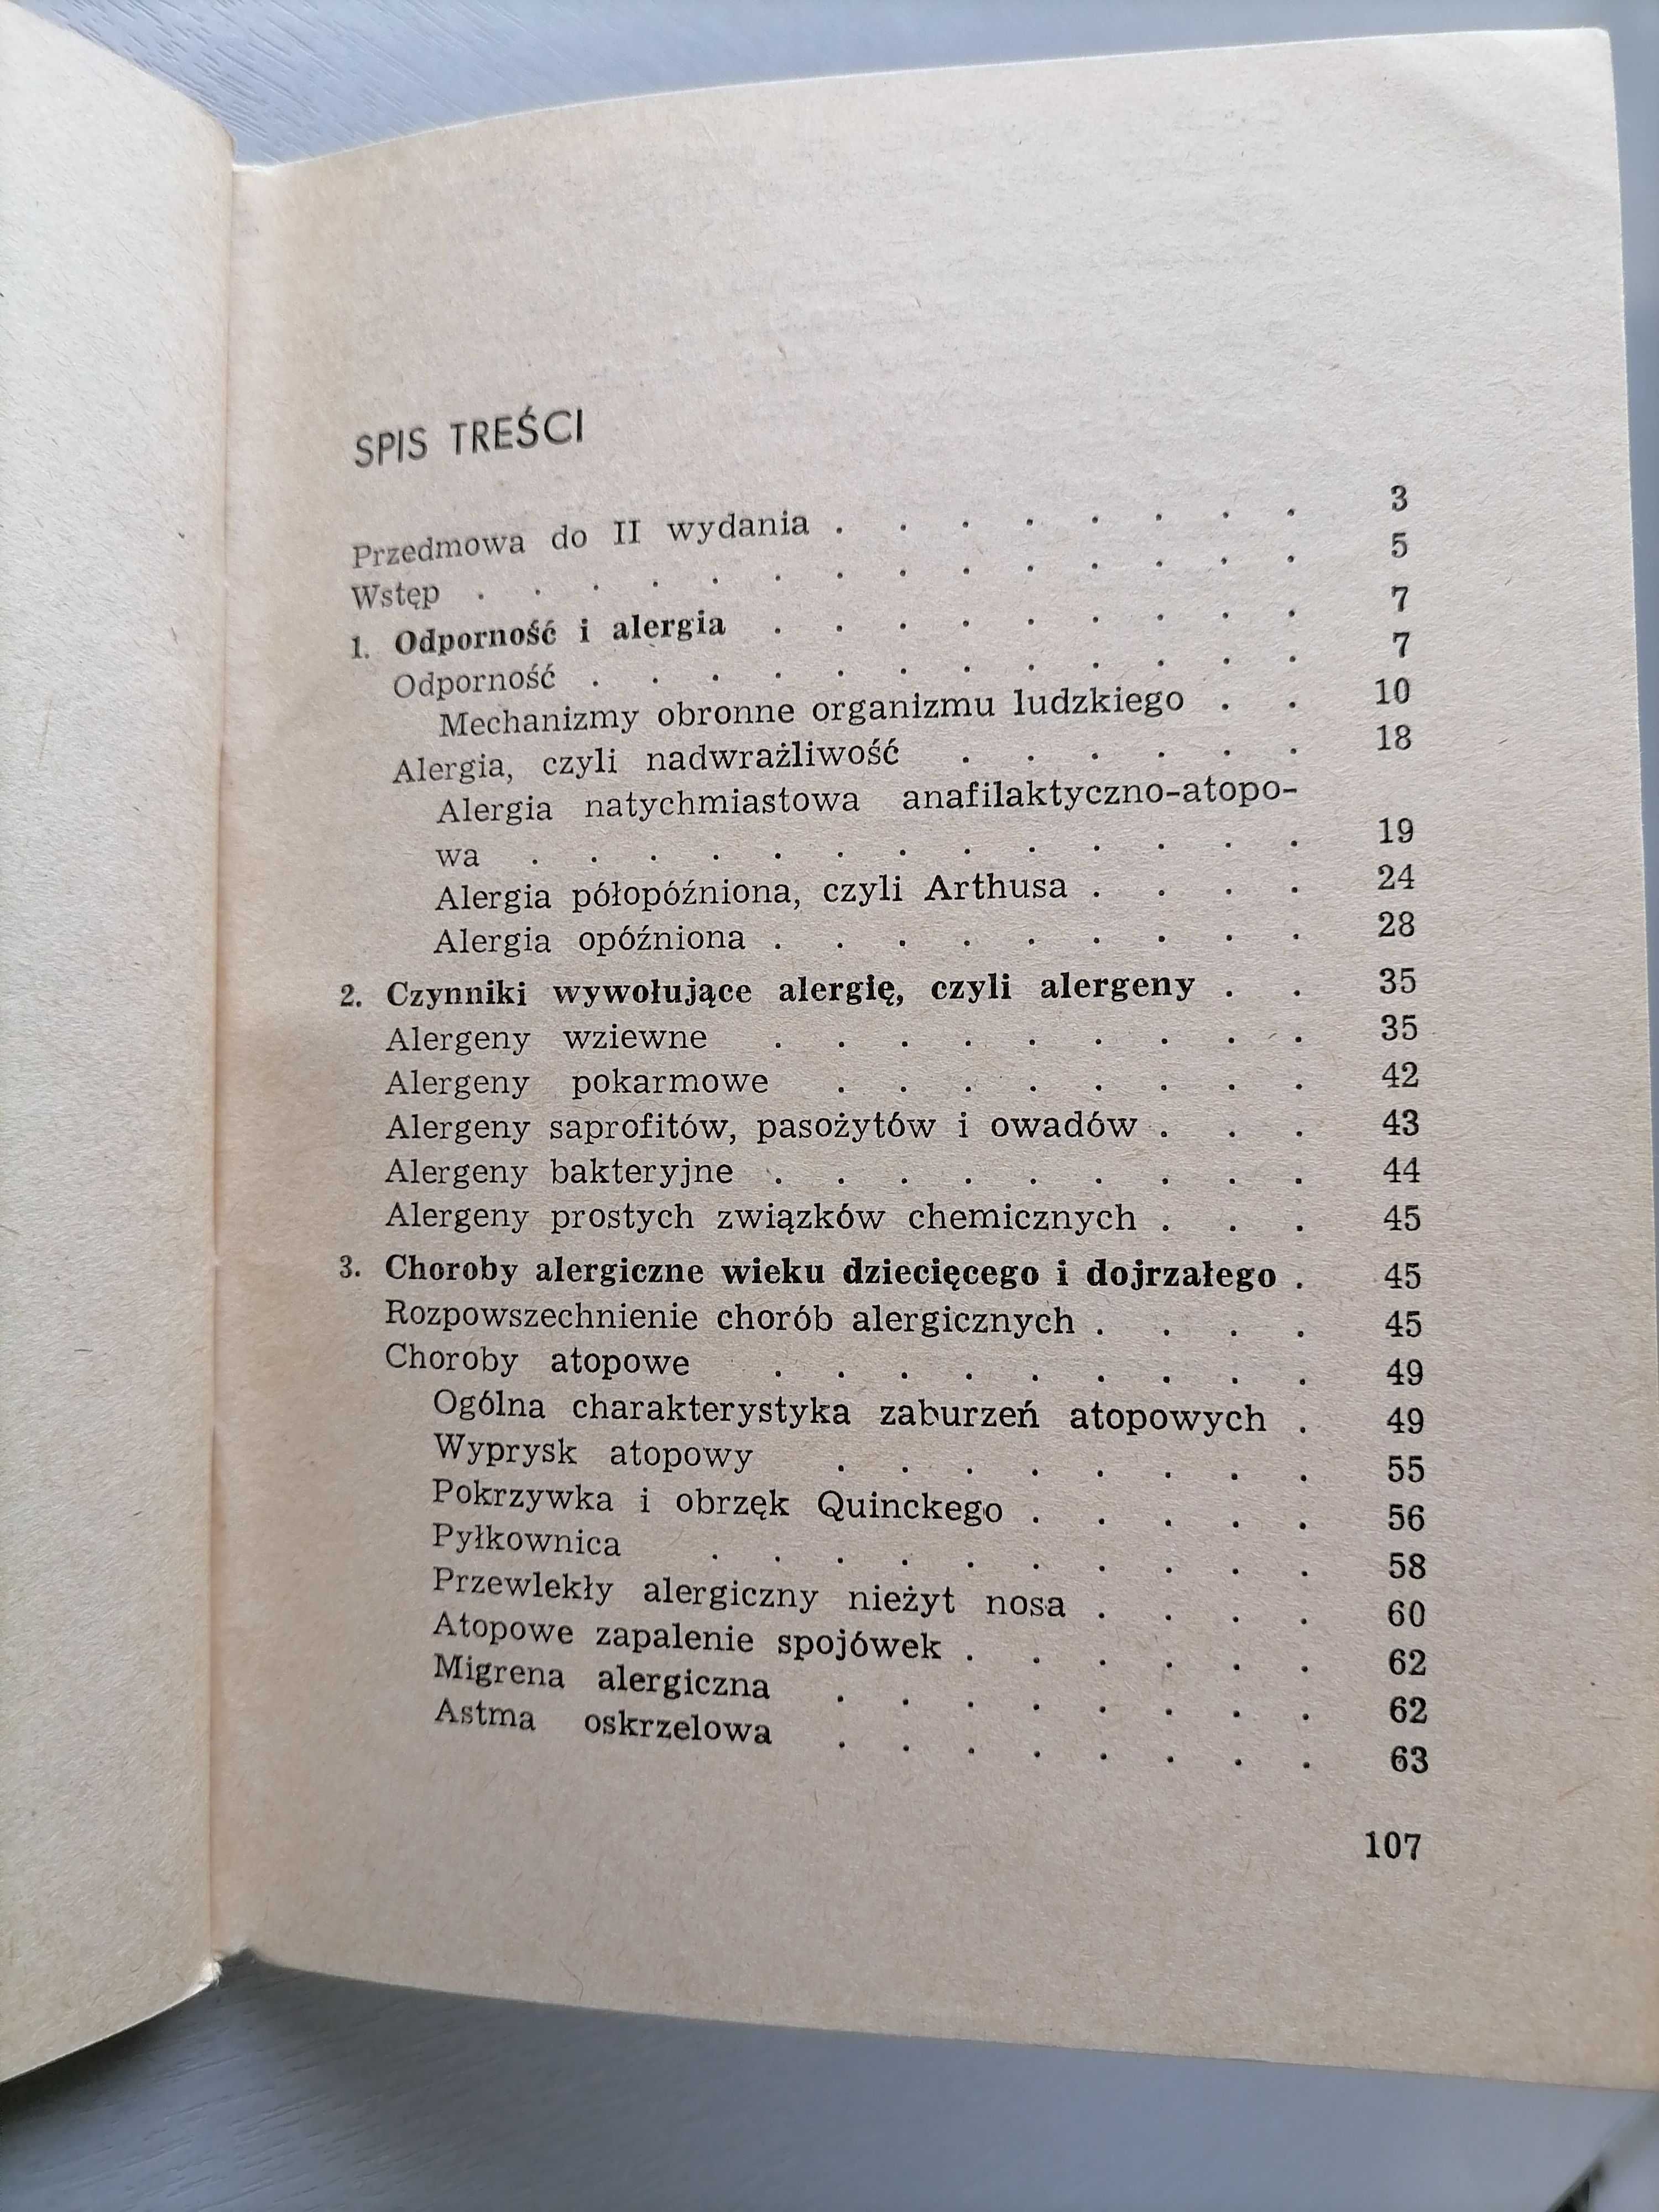 SPIS TREŚCI
Przedmowa do II wydania . . . . . . . . 3
Wstęp . . . . . . . . . . . . . . 5
1. Odporność i alergia . . . . . . . . . 7
Odporność . . . . . . . . . . . . 7
Mechanizmy obronne organizmu ludzkiego . . 10
Alergia, czyli nadwrażliwość . . . . . . 18
Alergia natychmiastowa anafilaktyczno-atopo-
wa . . . . . . . . . . . . . 19
Alergia półopóźniona, czyli Arthusa . . . . 24
Alergia opóźniona . . . . . . . . . 28
2. Czynniki wywołujące alergię, czyli alergeny . . 35
Alergeny wziewne . . . . . . . . . 35
Alergeny pokarmowe . . . . . . . . 42
Alergeny saprofitów, pasożytów i owadów . . . 43
Alergeny bakteryjne . . . . . . . . . 44
Alergeny prostych związków chemicznych . . . 45
3. Choroby alergiczne wieku dziecięcego i dojrzałego . 45
Rozpowszechnienie chorób alergicznych . . . . 45
Choroby atopowe . . . . . . . . . 49
Ogólna charakterystyka zaburzeń atopowych . 49
Wyprysk atopowy . . . . . . . . 55
Pokrzywka i obrzęk Quinckego . . . . . 56
Pyłkownica . . . . . . . . . . 58
Przewlekły alergiczny nieżyt nosa . . . . 60
Atopowe zapalenie spojówek . . . . . . 62
Migrena alergiczna . . . . . . . . 62
Astma oskrzelowa . . . . . . . . 63
107